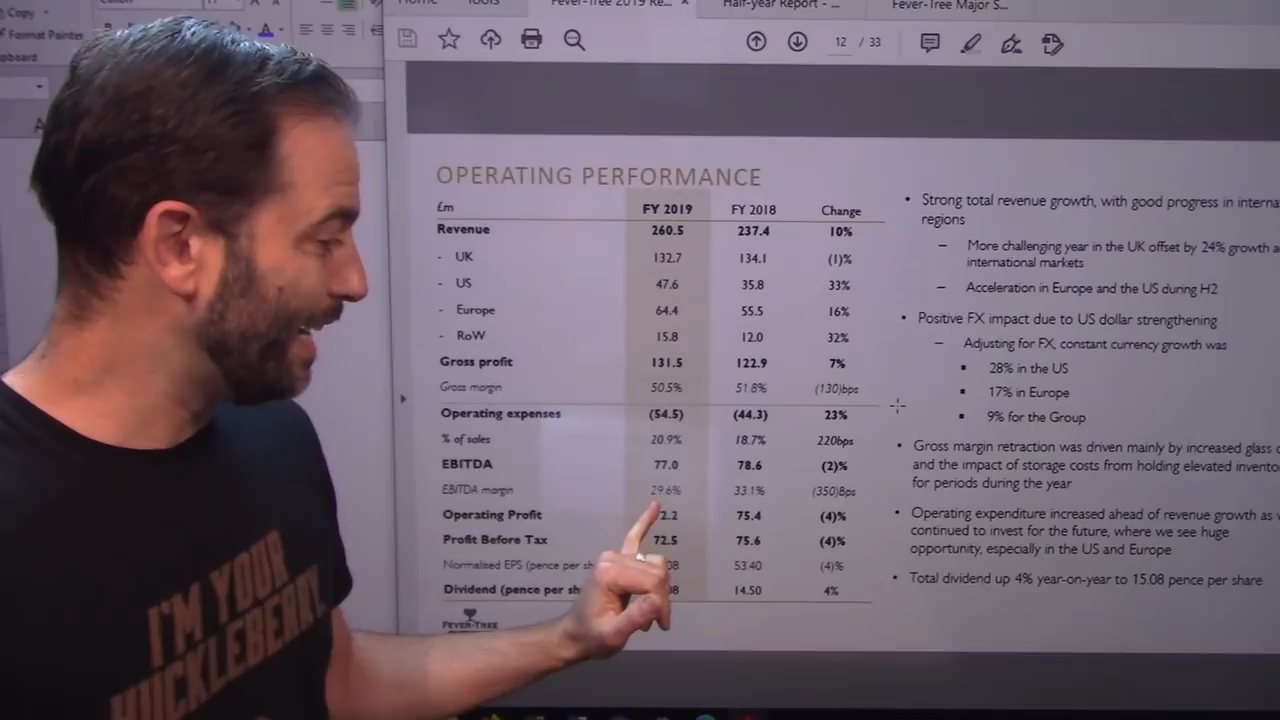 Copy
Format Painter
Home
Tools
Fever-Tree 2019 Re...
Half-year Report - ...
Fever-Tree Major S...
12 / 33
OPERATING PERFORMANCE
£m FY 2019 FY 2018 Change
Revenue 260.5 237.4 10%
- UK 132.7 134.1 (1)%
- US 47.6 35.8 33%
- Europe 64.4 55.5 16%
- RoW 15.8 12.0 32%
Gross profit 131.5 122.9 7%
Gross margin 50.5% 51.8% (130)bps
Operating expenses (54.5) (44.3) 23%
% of sales 20.9% 18.7% 220bps
EBITDA 77.0 78.6 (2)%
EBITDA margin 29.6% 33.1% (350)Bps
Operating Profit 2.2 75.4 (4)%
Profit Before Tax 72.5 75.6 (4)%
Normalised EPS (pence per sh 08 53.40 (4)%
Dividend (pence per sh 08 14.50 4%
FEVER-TREE
• Strong total revenue growth, with good progress in interna
regions
– More challenging year in the UK offset by 24% growth a
international markets
– Acceleration in Europe and the US during H2
• Positive FX impact due to US dollar strengthening
– Adjusting for FX, constant currency growth was
▪ 28% in the US
▪ 17% in Europe
▪ 9% for the Group
• Gross margin retraction was driven mainly by increased glass
and the impact of storage costs from holding elevated invento
for periods during the year
• Operating expenditure increased ahead of revenue growth as
continued to invest for the future, where we see huge
opportunity, especially in the US and Europe
• Total dividend up 4% year-on-year to 15.08 pence per share
I'M YOUR
HUCKLEBERRY